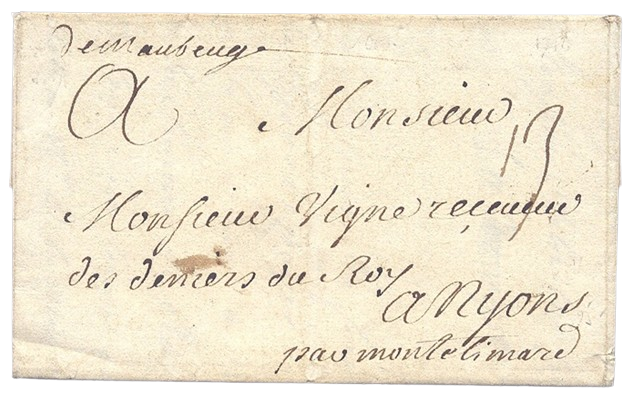 de maubeuge
A Monsieur
13
Monsieur Vigne receveur
des deniers du Roy
a Nyons
par montelimard